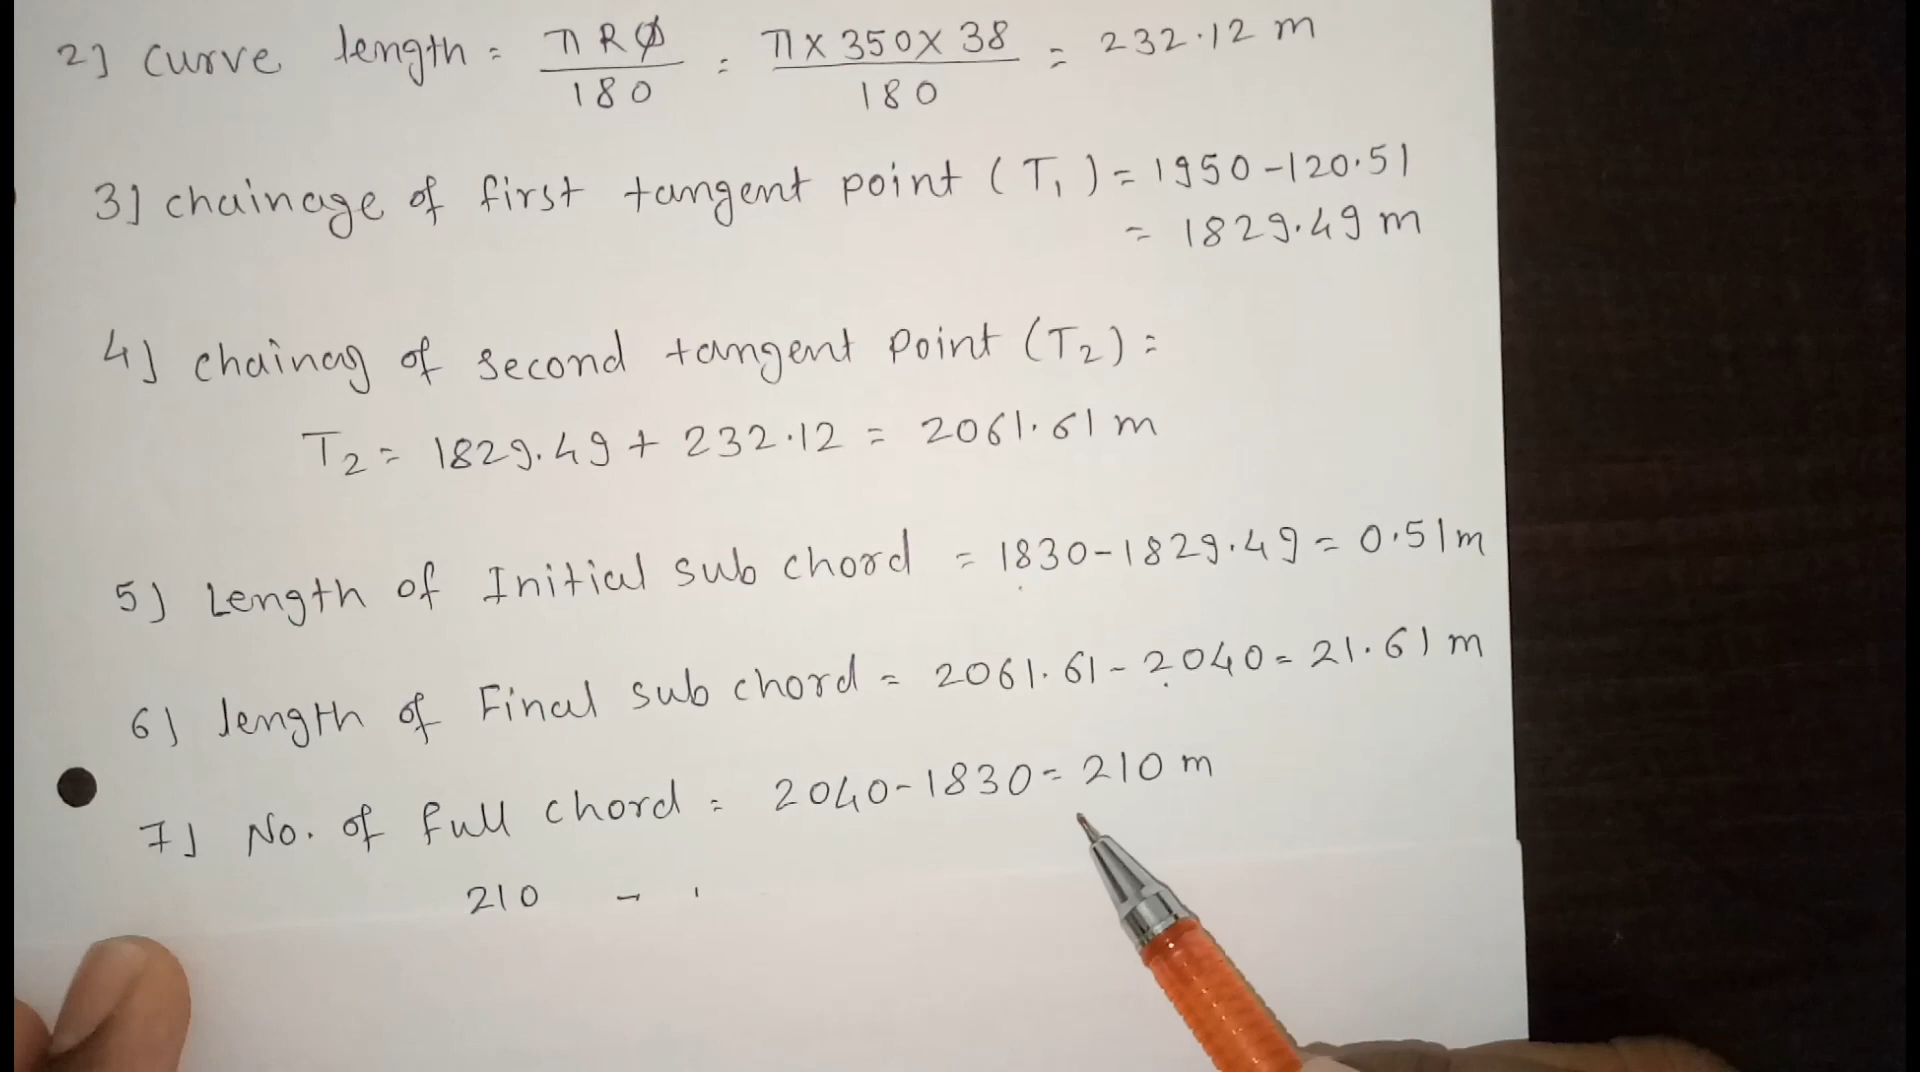 2] curve length = πRΦ/180 = π x 350 x 38/180 = 232.12 m
3] chainage of first tangent point (T₁) = 1950-120.51
= 1829.49 m
4] chainag of second tangent point (T₂) =
T₂ = 1829.49 + 232.12 = 2061.61 m
5) Length of Initial sub chord = 1830-1829.49 = 0.51m
6) length of Final sub chord = 2061.61-2040 = 21.61 m
7] No. of full chord = 2040-1830 = 210 m
210